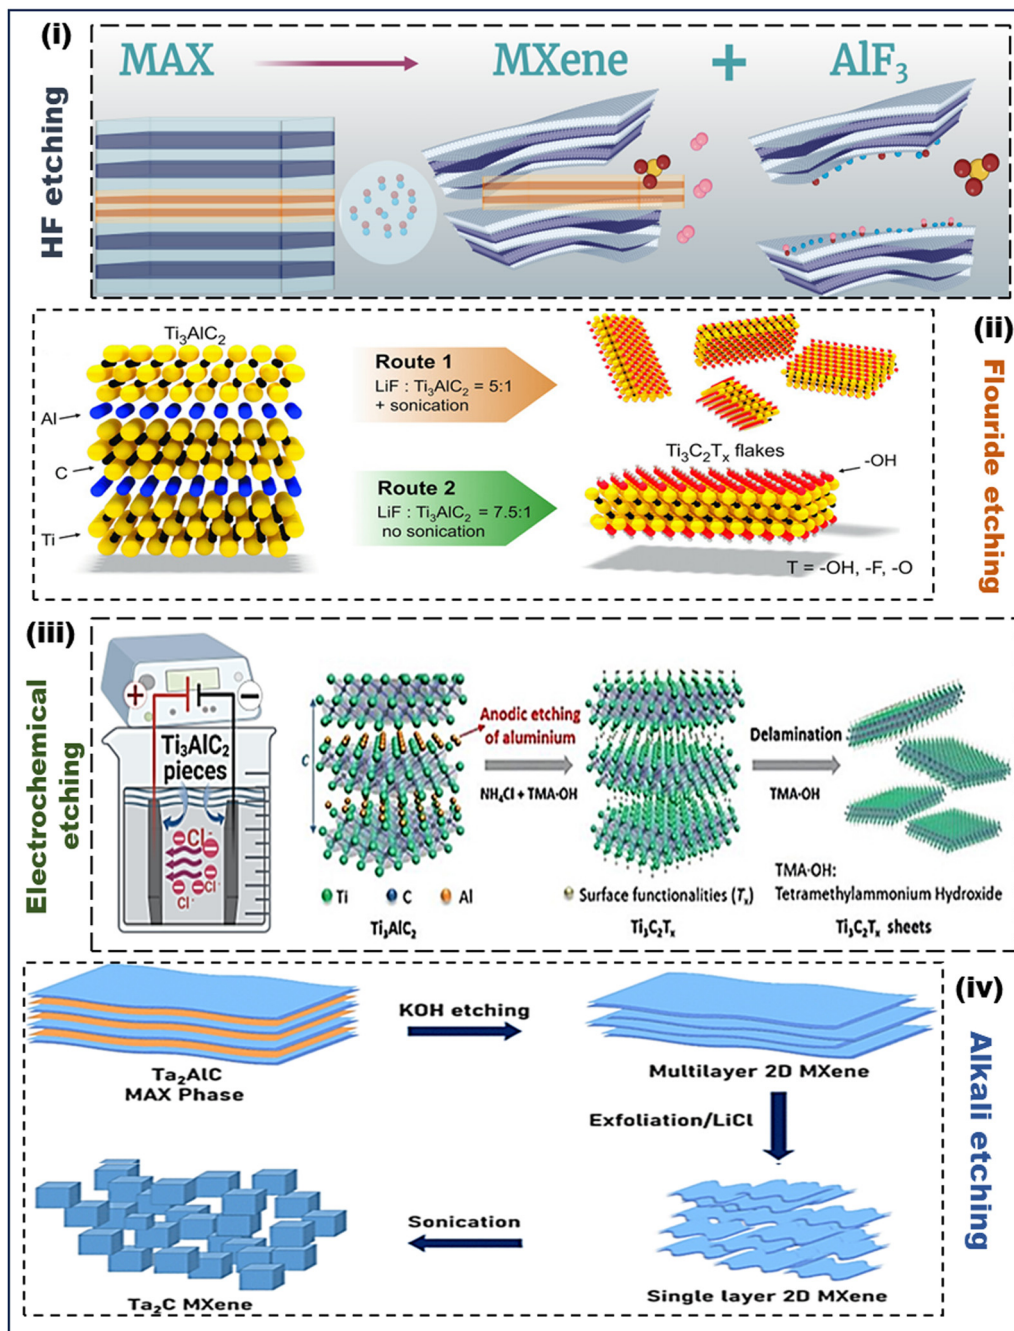 (i)
HF etching
MAX
MXene
+
AlF₃
(ii)
Flouride etching
Ti₃AlC₂
Al
C
Ti
Route 1
LiF : Ti₃AlC₂ = 5:1
+ sonication
Route 2
LiF : Ti₃AlC₂ = 7.5:1
no sonication
Ti₃C₂Tₓ flakes
-OH
T = -OH, -F, -O
(iii)
Electrochemical
etching
+
−
Ti₃AlC₂
pieces
Cl⁻
Cl⁻
Cl⁻
C
Anodic etching
of aluminium
NH₄Cl + TMA·OH
Ti
C
Al
Ti₃AlC₂
Surface functionalities (Tₓ)
Ti₃C₂Tₓ
Delamination
TMA·OH
TMA·OH:
Tetramethylammonium Hydroxide
Ti₃C₂Tₓ sheets
(iv)
Alkali etching
Ta₂AlC
MAX Phase
KOH etching
Multilayer 2D MXene
Exfoliation/LiCl
Single layer 2D MXene
Sonication
Ta₂C MXene